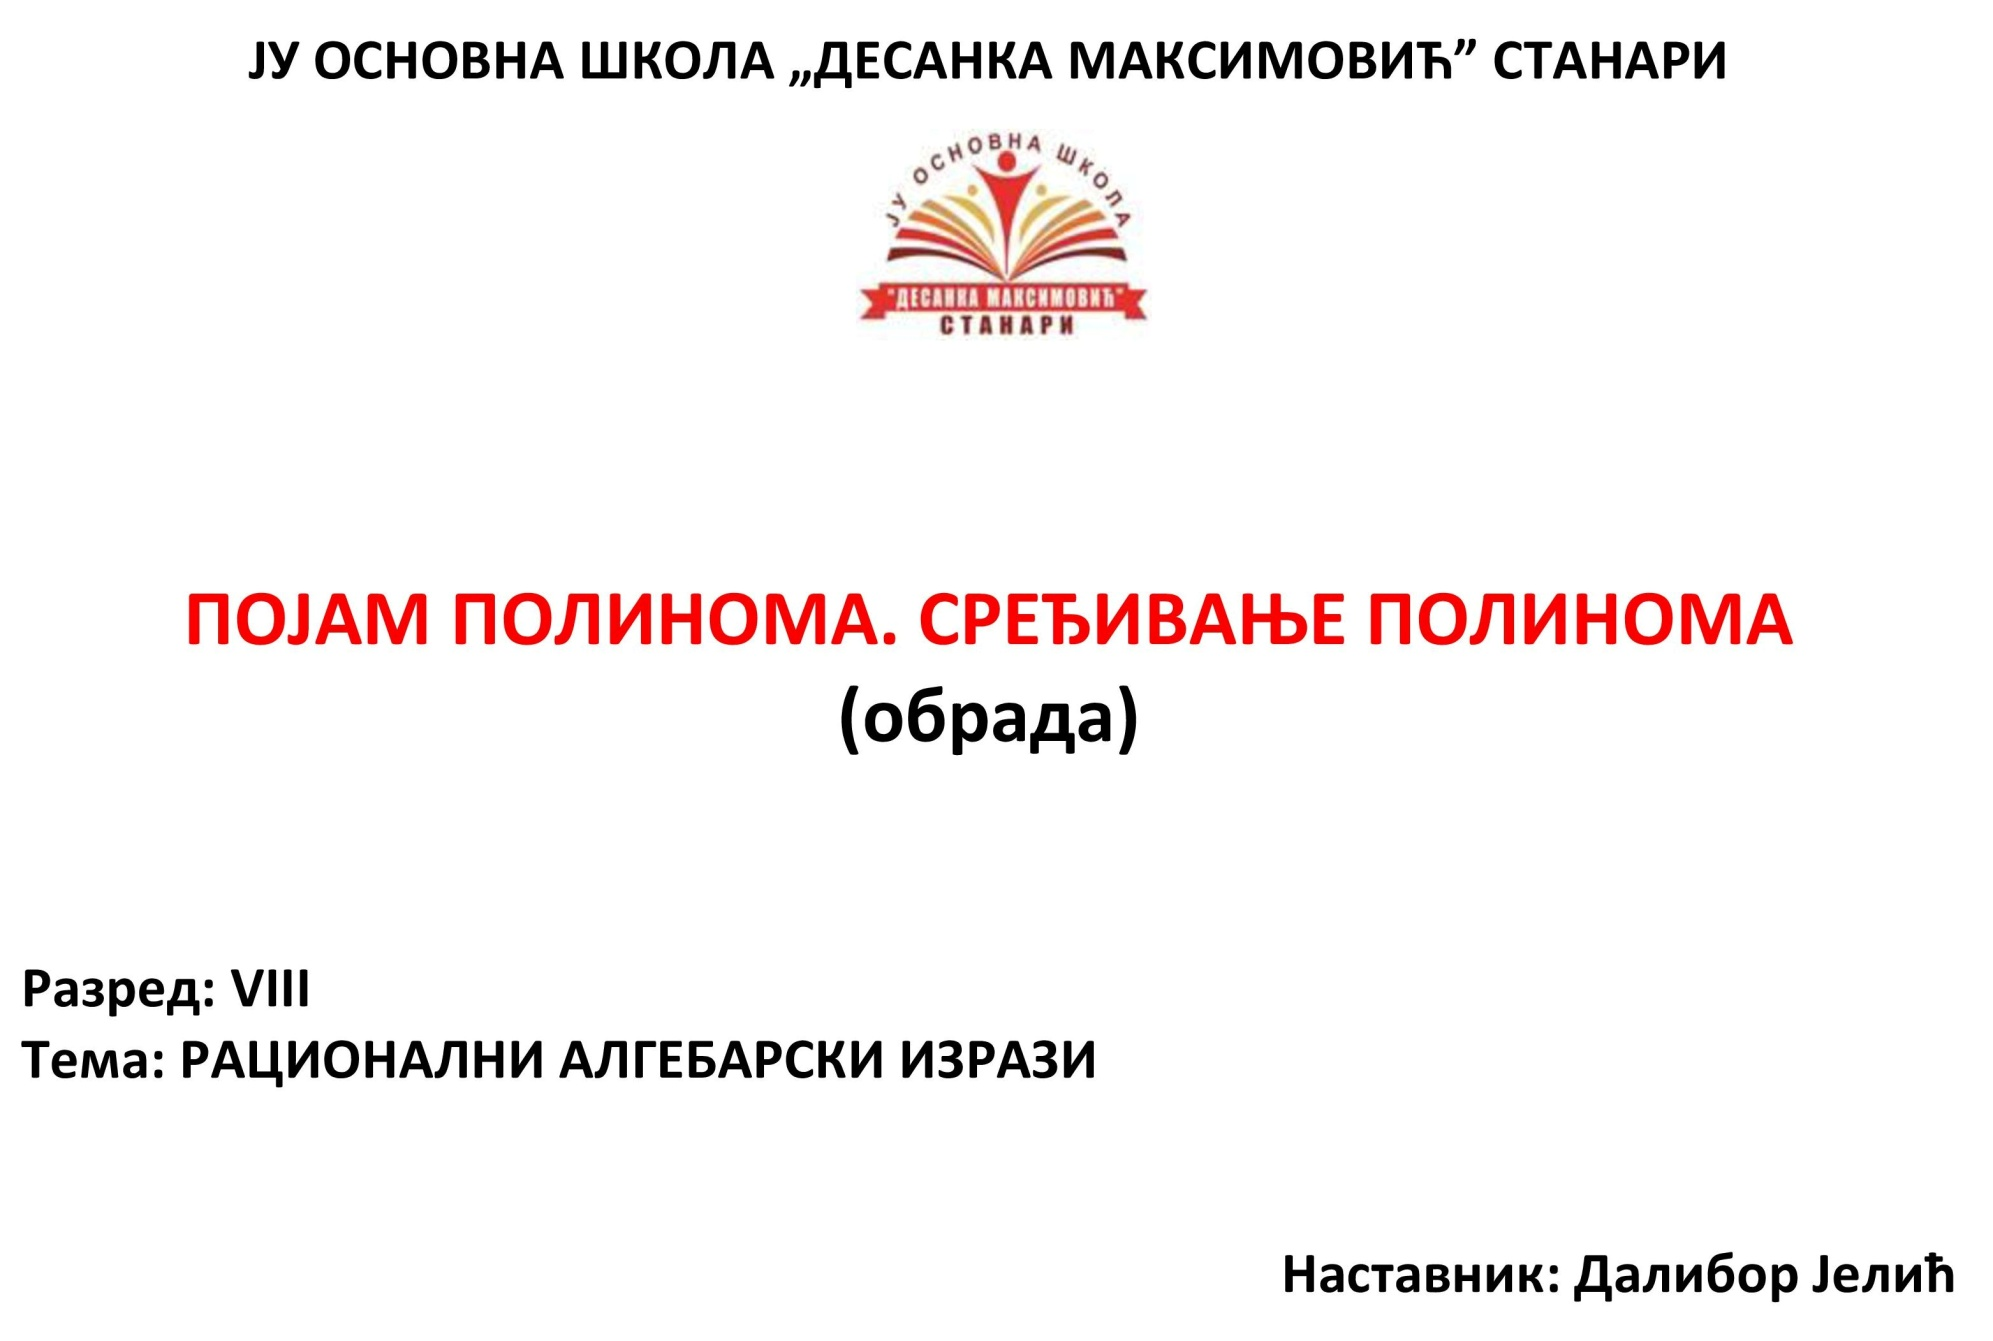 ЈУ ОСНОВНА ШКОЛА „ДЕСАНКА МАКСИМОВИЋ” СТАНАРИ
ЈУ ОСНОВНА ШКОЛА
"ДЕСАНКА МАКСИМОВИЋ"
СТАНАРИ
ПОЈАМ ПОЛИНОМА. СРЕЂИВАЊЕ ПОЛИНОМА
(обрада)
Разред: VIII
Тема: РАЦИОНАЛНИ АЛГЕБАРСКИ ИЗРАЗИ
Наставник: Далибор Јелић